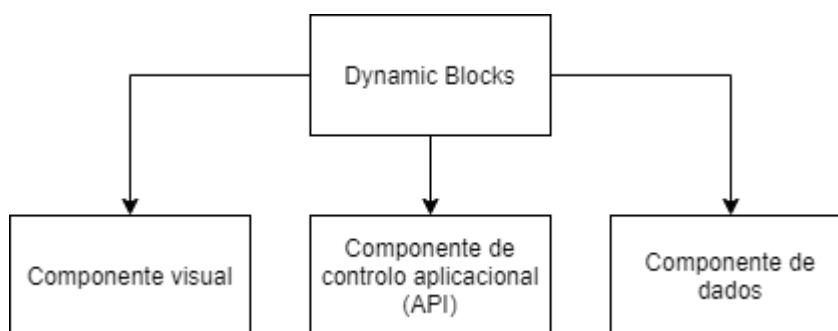 Dynamic Blocks
Componente visual
Componente de
controlo aplicacional
(API)
Componente de
dados